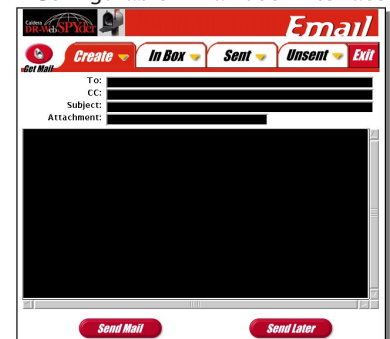 Caldera
DR-WebSPYder
Email
Get Mail
Create
In Box
Sent
Unsent
Exit
To:
CC:
Subject:
Attachment:
Send Mail
Send Later